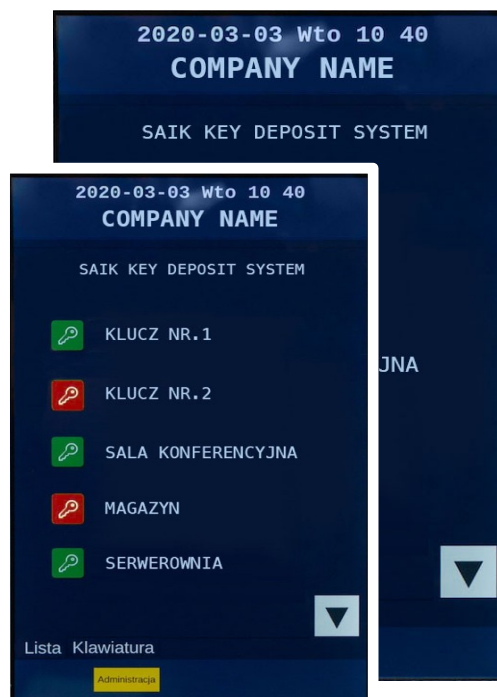 2020-03-03 Wto 10 40
COMPANY NAME
SAIK KEY DEPOSIT SYSTEM
JNA
2020-03-03 Wto 10 40
COMPANY NAME
SAIK KEY DEPOSIT SYSTEM
KLUCZ NR.1
KLUCZ NR.2
SALA KONFERENCYJNA
MAGAZYN
SERWEROWNIA
Lista Klawiatura
Administracja